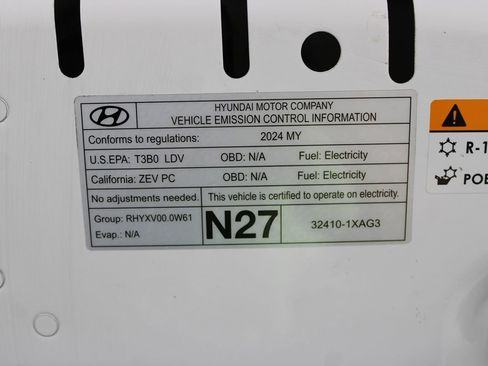 HYUNDAI MOTOR COMPANY
VEHICLE EMISSION CONTROL INFORMATION
Conforms to regulations: 2024 MY
U.S.EPA: T3B0 LDV OBD: N/A Fuel: Electricity
California: ZEV PC OBD: N/A Fuel: Electricity
No adjustments needed. This vehicle is certified to operate on electricity.
Group: RHYXV00.0W61
Evap.: N/A
N27
32410-1XAG3
R-1
POE